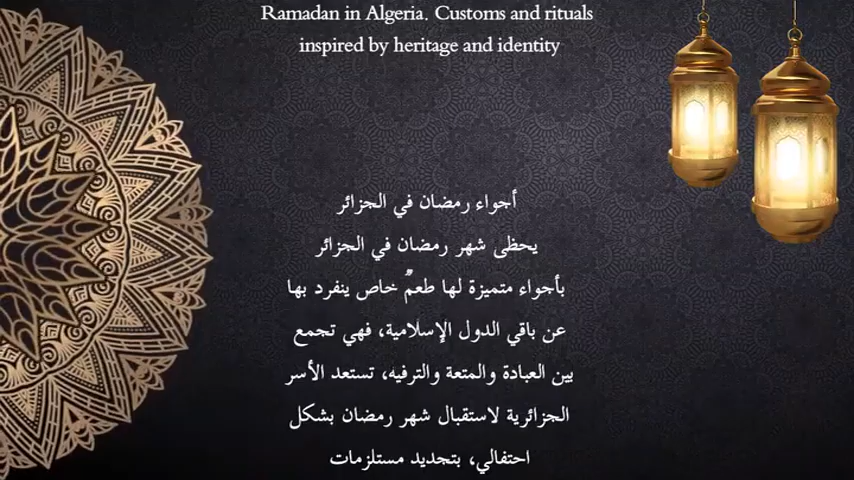 Ramadan in Algeria. Customs and rituals
inspired by heritage and identity
أجواء رمضان في الجزائر
يحظى شهر رمضان في الجزائر
بأجواء متميزة لها طعمٌ خاص ينفرد بها
عن باقي الدول الإسلامية، فهي تجمع
بين العبادة والمتعة والترفيه، تستعد الأسر
الجزائرية لاستقبال شهر رمضان بشكل
احتفالي، بتجديد مستلزمات